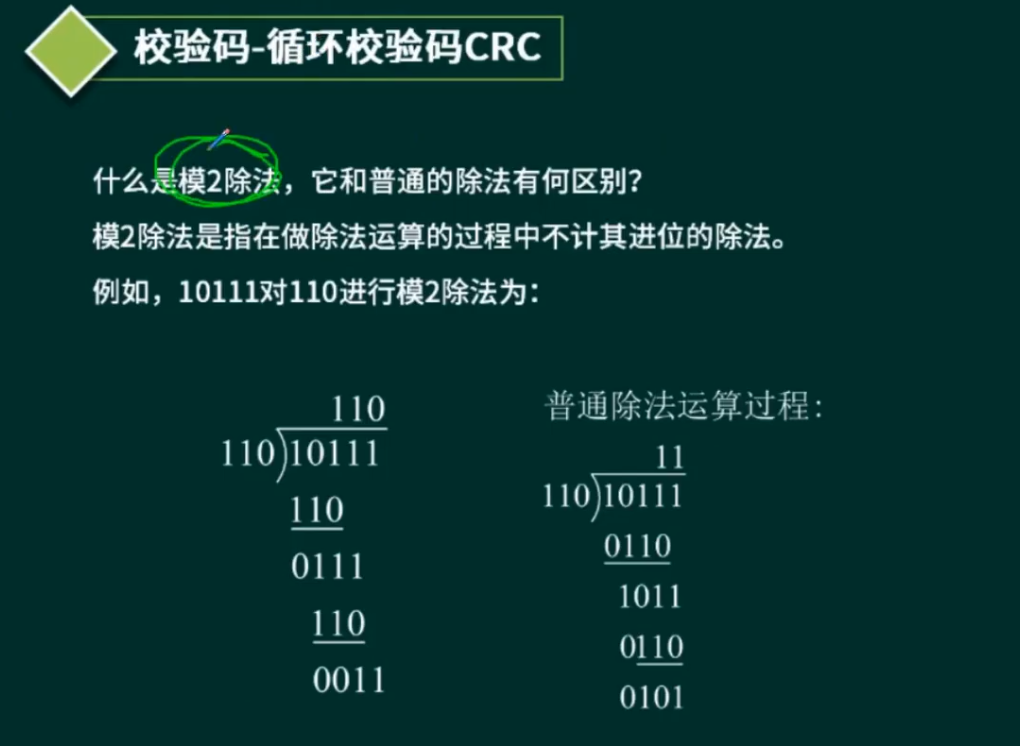 校验码-循环校验码CRC
什么是模2除法，它和普通的除法有何区别？
模2除法是指在做除法运算的过程中不计其进位的除法。
例如，10111对110进行模2除法为：
110
110)10111
110
0111
110
0011
普通除法运算过程:
11
110)10111
0110
1011
0110
0101